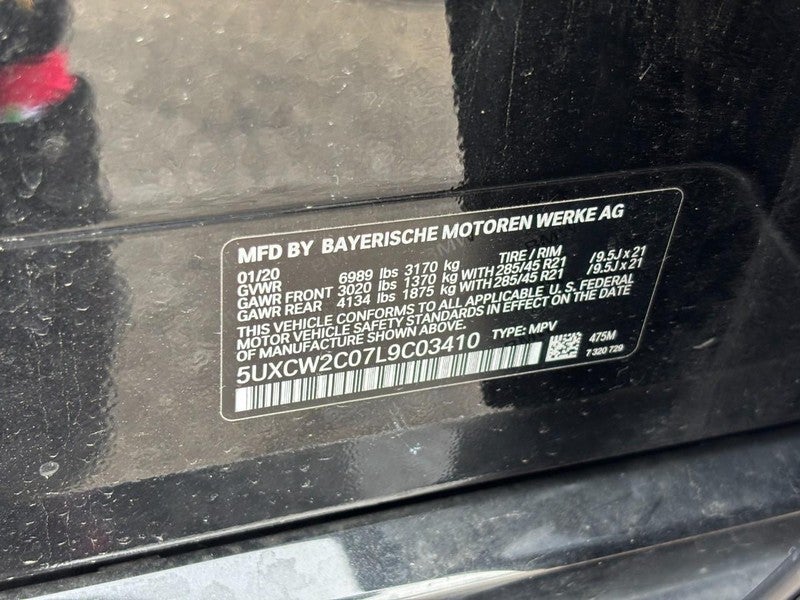 MFD BY BAYERISCHE MOTOREN WERKE AG
01/20 TIRE / RIM
GVWR 6989 lbs 3170 kg
GAWR FRONT 3020 lbs 1370 kg WITH 285/45 R21 /9.5J x 21
GAWR REAR 4134 lbs 1875 kg WITH 285/45 R21 /9.5J x 21
THIS VEHICLE CONFORMS TO ALL APPLICABLE U. S. FEDERAL
MOTOR VEHICLE SAFETY STANDARDS IN EFFECT ON THE DATE
OF MANUFACTURE SHOWN ABOVE. TYPE: MPV 475M
5UXCW2C07L9C03410 7 320 729